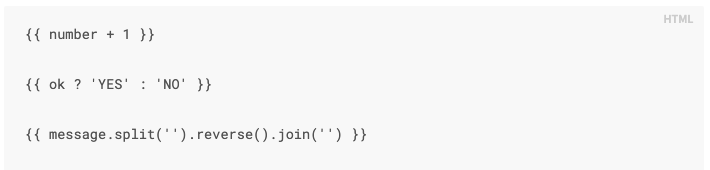 HTML
{{ number + 1 }}
{{ ok ? 'YES' : 'NO' }}
{{ message.split('').reverse().join('') }}